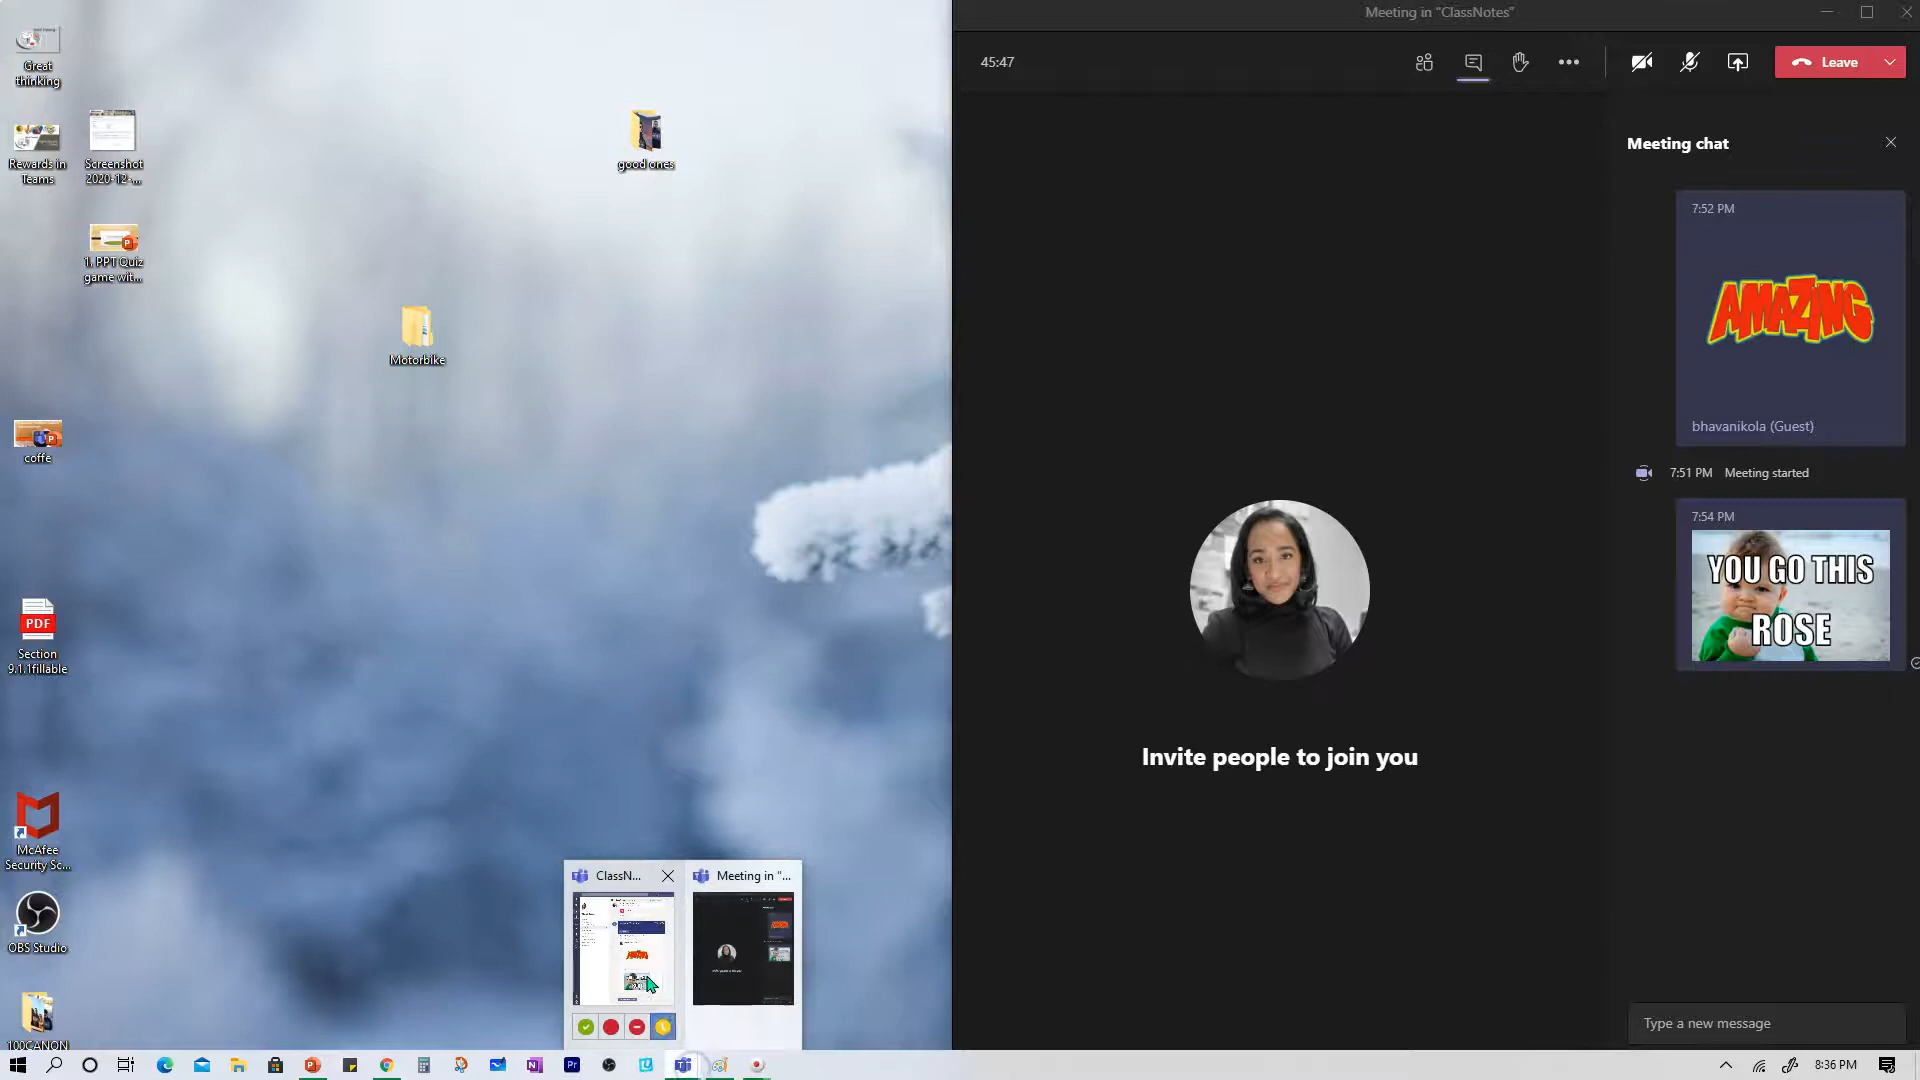 Great
thinking
Rewards in
Teams
Screenshot
2020-12-...
1. PPT Quiz
game wit...
good ones
Motorbike
coffe
PDF
Section
9.1.1fillable
McAfee
Security Sc...
OBS Studio
100CANON
Meeting in "ClassNotes"
45:47
Leave
Meeting chat
7:52 PM
AMAZING
bhavanikola (Guest)
7:51 PM Meeting started
7:54 PM
YOU GO THIS
ROSE
Invite people to join you
Type a new message
ClassN...
Meeting in "...
8:36 PM